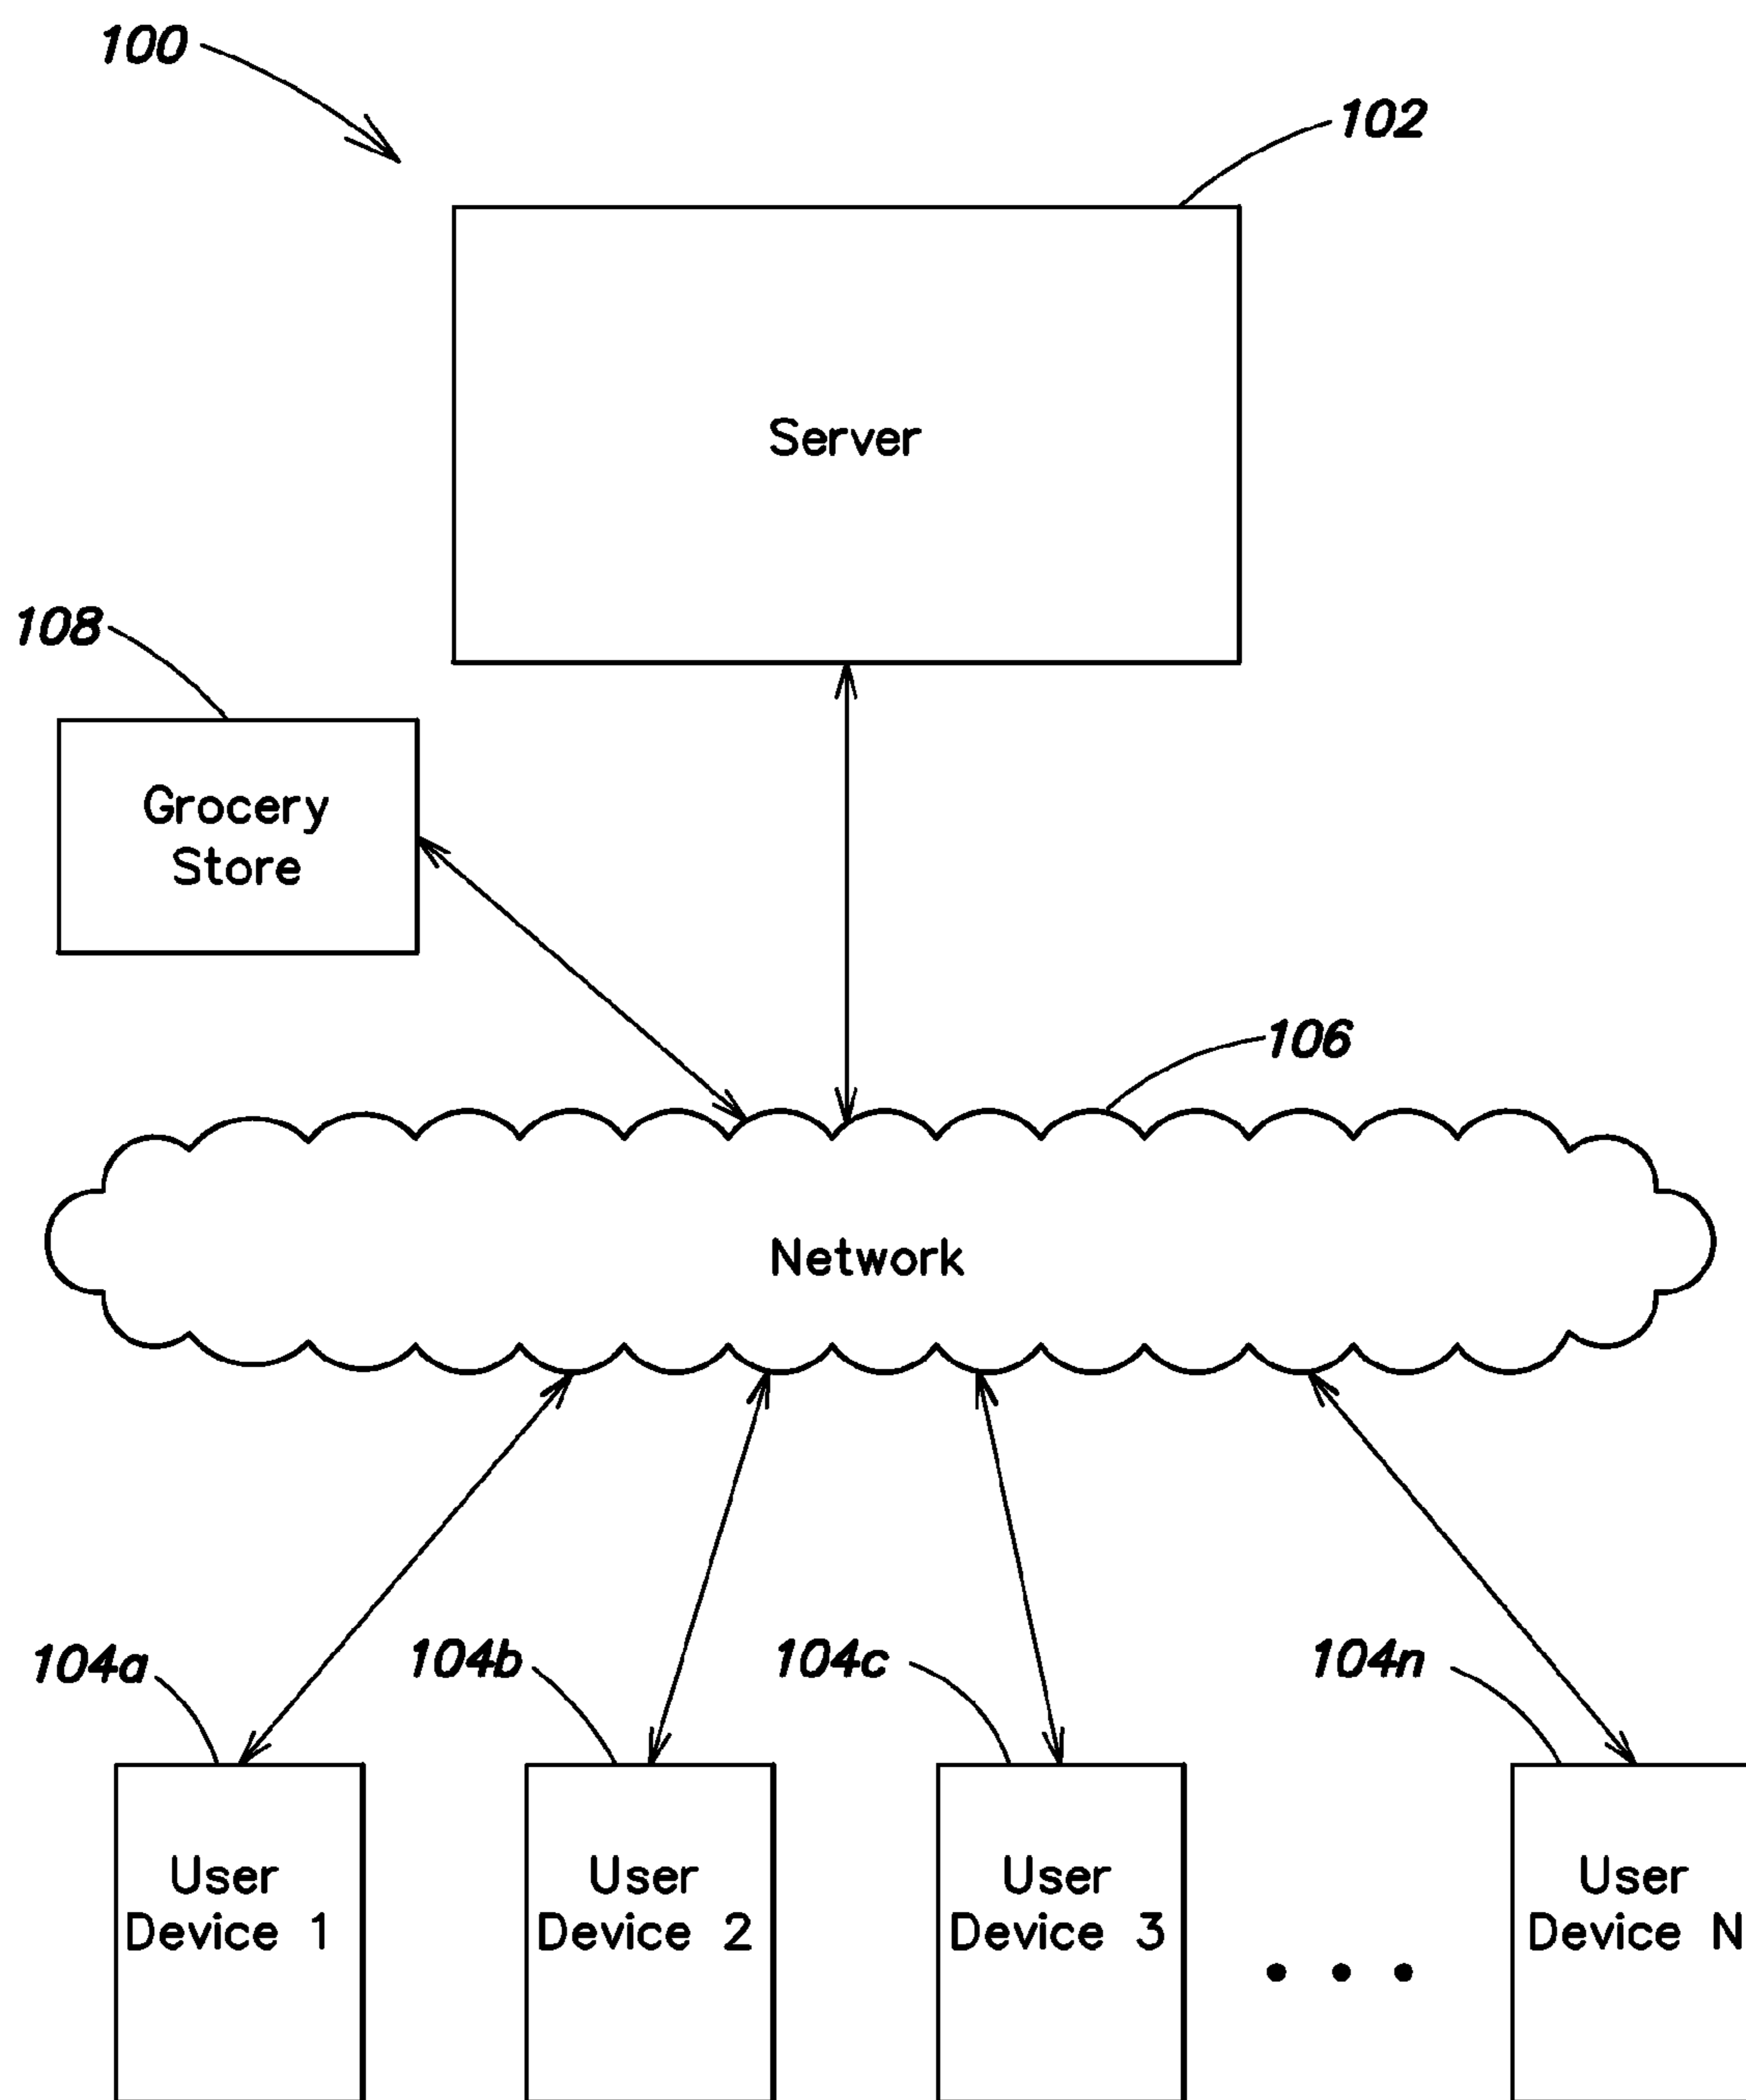 100
102
Server
108
Grocery
Store
106
Network
104a
104b
104c
104n
User
Device 1
User
Device 2
User
Device 3
User
Device N